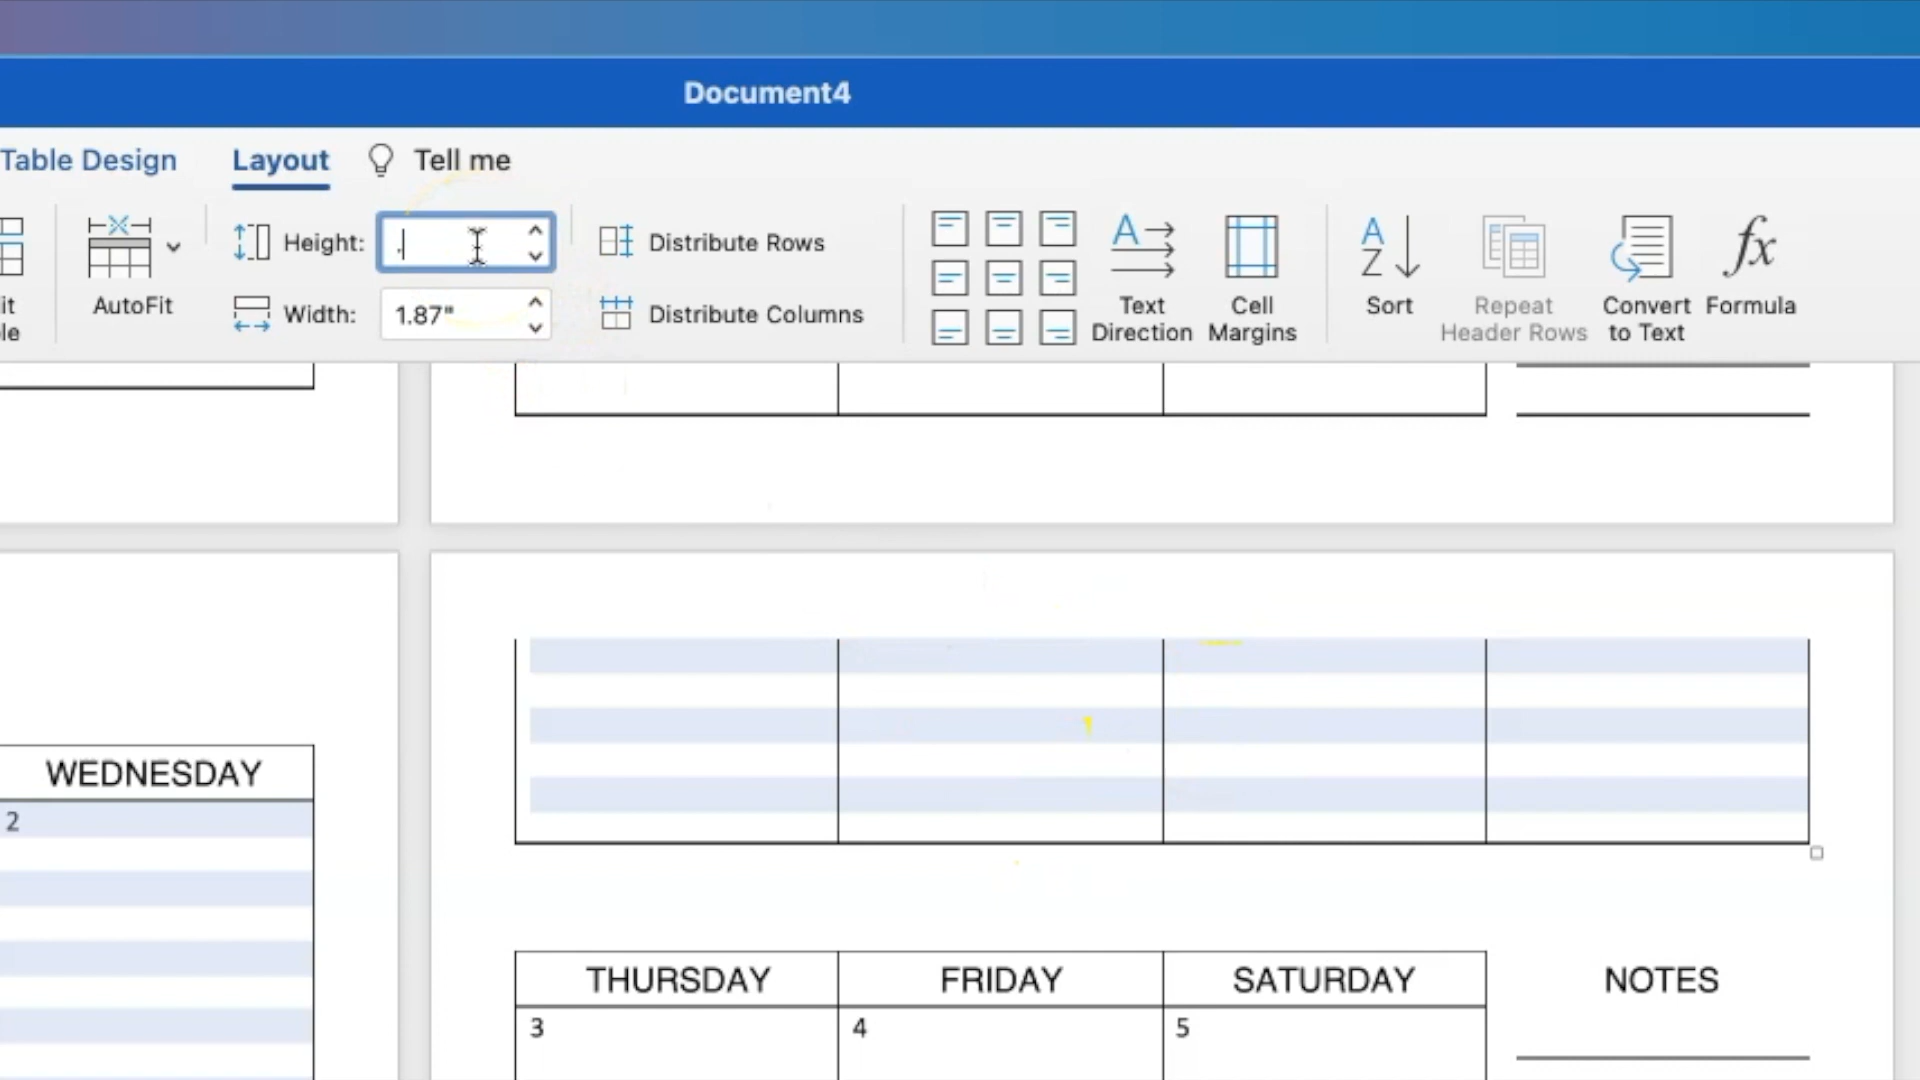 Document4
Table Design Layout Tell me
Height: . Distribute Rows
AutoFit Text Direction Cell Margins Sort Repeat Header Rows Convert to Text Formula
Width: 1.87" Distribute Columns
WEDNESDAY
2
THURSDAY FRIDAY SATURDAY NOTES
3 4 5